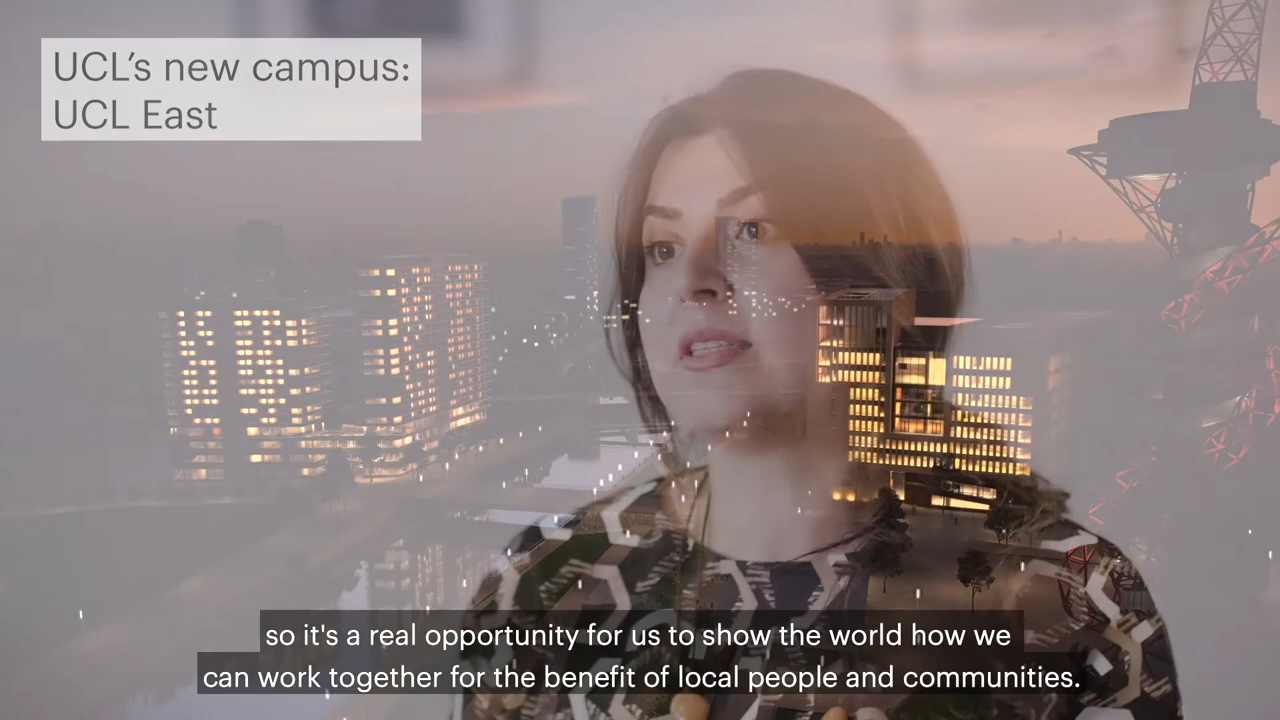 UCL’s new campus:
UCL East
so it's a real opportunity for us to show the world how we
can work together for the benefit of local people and communities.